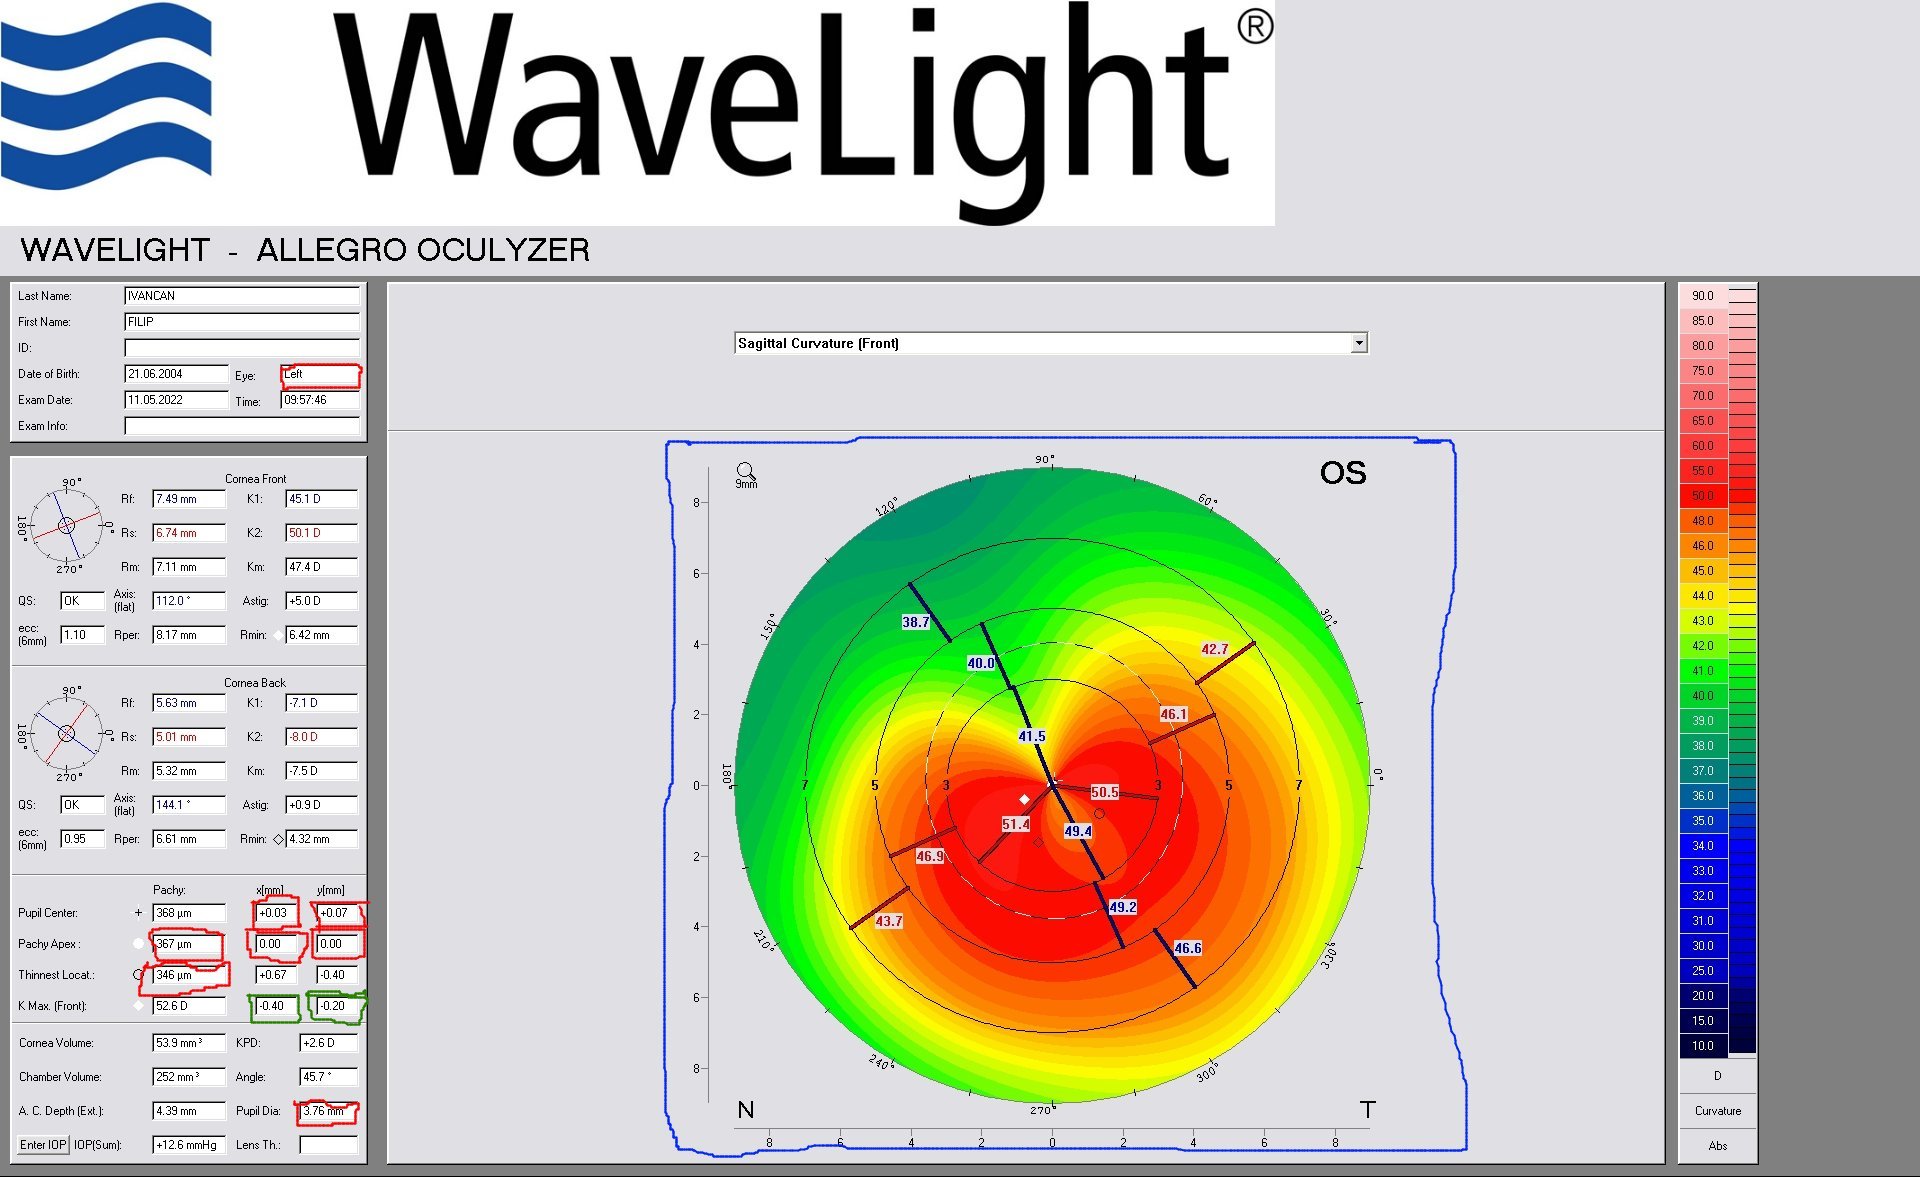 WaveLight®
WAVELIGHT - ALLEGRO OCULYZER
Last Name: IVANCAN
First Name: FILIP
ID:
Date of Birth: 21.06.2004 Eye: Left
Exam Date: 11.05.2022 Time: 09:57:46
Exam Info:
Cornea Front
90°
180° 0°
270°
Rf: 7.49 mm K1: 45.1 D
Rs: 6.74 mm K2: 50.1 D
Rm: 7.11 mm Km: 47.4 D
QS: OK Axis: (flat) 112.0 ° Astig: +5.0 D
ecc: (6mm) 1.10 Rper: 8.17 mm Rmin: 6.42 mm
Cornea Back
90°
180° 0°
270°
Rf: 5.63 mm K1: -7.1 D
Rs: 5.01 mm K2: -8.0 D
Rm: 5.32 mm Km: -7.5 D
QS: OK Axis: (flat) 144.1 ° Astig: +0.9 D
ecc: (6mm) 0.95 Rper: 6.61 mm Rmin: 4.32 mm
Pachy: x[mm] y[mm]
Pupil Center: + 368 µm +0.03 +0.07
Pachy Apex : 367 µm 0.00 0.00
Thinnest Locat.: 346 µm +0.67 -0.40
K Max. (Front): 52.6 D -0.40 -0.20
Cornea Volume: 53.9 mm³ KPD: +2.6 D
Chamber Volume: 252 mm³ Angle: 45.7 °
A. C. Depth (Ext.): 4.39 mm Pupil Dia: 3.76 mm
Enter IOP IOP(Sum): +12.6 mmHg Lens Th.:
Sagittal Curvature (Front)
9mm
OS
90°
120° 60°
150° 30°
180° 0°
210° 330°
240° 300°
270°
8
6
4
2
0
2
4
6
8
38.7
40.0
42.7
46.1
41.5
7 5 3 3 5 7
50.5
51.4
49.4
46.9
49.2
43.7
46.6
N T
8 6 4 2 0 2 4 6 8
90.0
85.0
80.0
75.0
70.0
65.0
60.0
55.0
50.0
48.0
46.0
45.0
44.0
43.0
42.0
41.0
40.0
39.0
38.0
37.0
36.0
35.0
34.0
33.0
32.0
31.0
30.0
25.0
20.0
15.0
10.0
D
Curvature
Abs